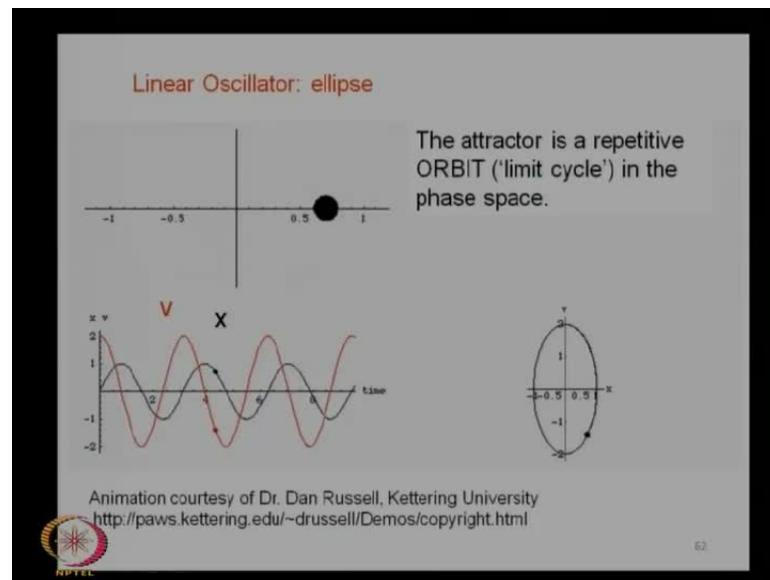 Linear Oscillator: ellipse
The attractor is a repetitive
ORBIT ('limit cycle') in the
phase space.
-1 -0.5 0.5 1
V
X
x v
2
1
2 4 6 8 time
-1
-2
v
2
1
-1 -0.5 0.5 1 x
-1
-2
Animation courtesy of Dr. Dan Russell, Kettering University
http://paws.kettering.edu/~drussell/Demos/copyright.html
62
NPTEL